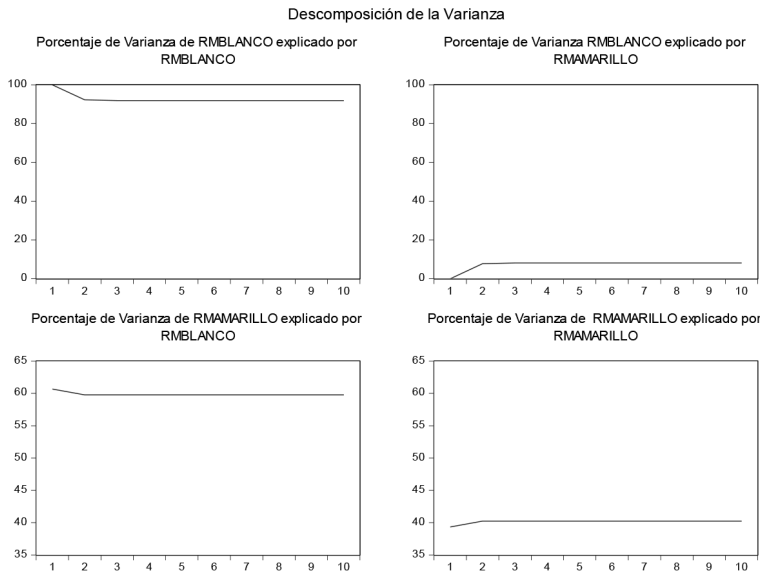 Descomposición de la Varianza
Porcentaje de Varianza de RMBLANCO explicado por
RMBLANCO
100
80
60
40
20
0
1 2 3 4 5 6 7 8 9 10
Porcentaje de Varianza RMBLANCO explicado por
RMAMARILLO
100
80
60
40
20
0
1 2 3 4 5 6 7 8 9 10
Porcentaje de Varianza de RMAMARILLO explicado por
RMBLANCO
65
60
55
50
45
40
35
1 2 3 4 5 6 7 8 9 10
Porcentaje de Varianza de RMAMARILLO explicado por
RMAMARILLO
65
60
55
50
45
40
35
1 2 3 4 5 6 7 8 9 10